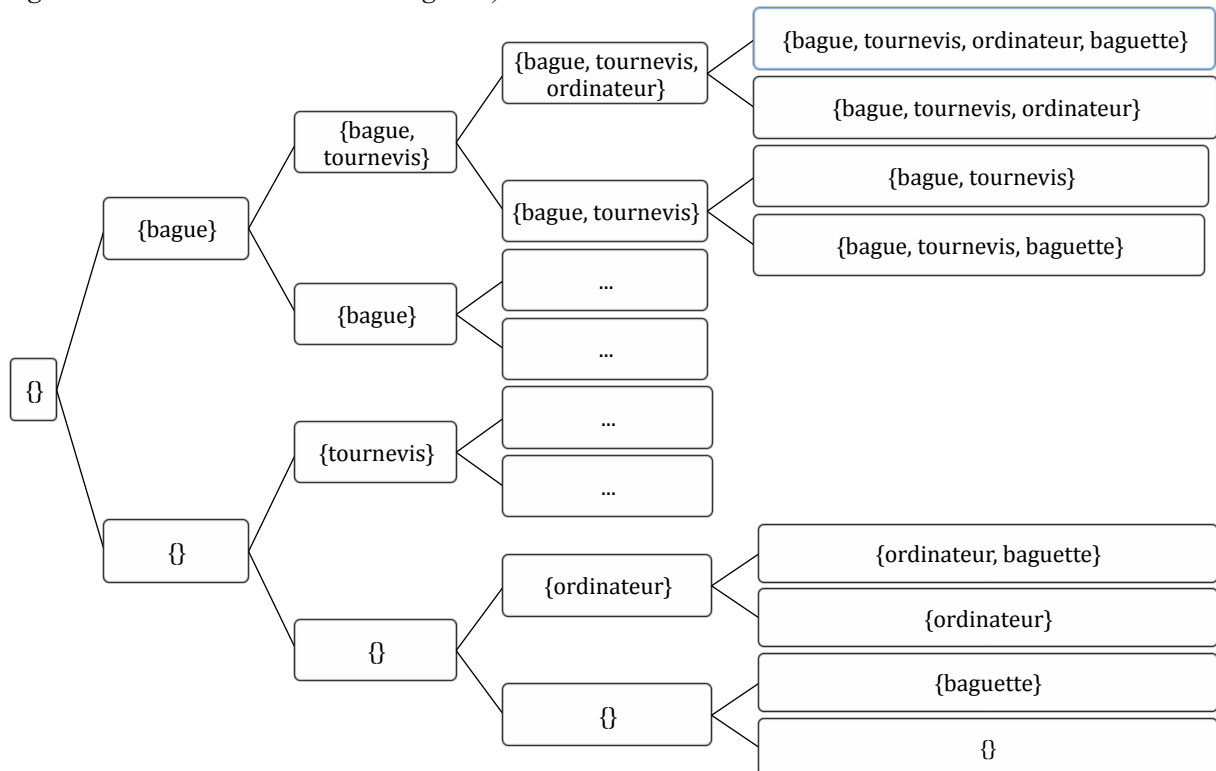 {bague, tournevis, ordinateur, baguette}
{bague, tournevis,
ordinateur}
{bague, tournevis, ordinateur}
{bague,
tournevis}
{bague, tournevis}
{bague, tournevis}
{bague}
{bague, tournevis, baguette}
...
{bague}
...
{}
...
{tournevis}
...
{ordinateur, baguette}
{}
{ordinateur}
{ordinateur}
{}
{baguette}
{}
{}